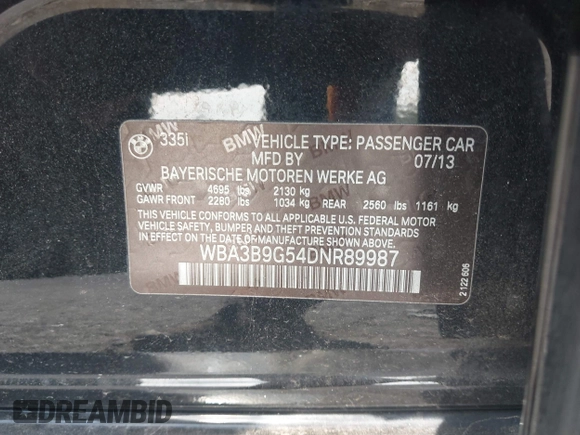 335i VEHICLE TYPE: PASSENGER CAR
MFD BY 07/13
BAYERISCHE MOTOREN WERKE AG
GVWR 4695 lbs 2130 kg
GAWR FRONT 2280 lbs 1034 kg REAR 2560 lbs 1161 kg
THIS VEHICLE CONFORMS TO ALL APPLICABLE U.S. FEDERAL MOTOR
VEHICLE SAFETY, BUMPER AND THEFT PREVENTION STANDARDS
IN EFFECT ON THE DATE OF MANUFACTURE SHOWN ABOVE.
WBA3B9G54DNR89987
2 122 606
DREAMBID